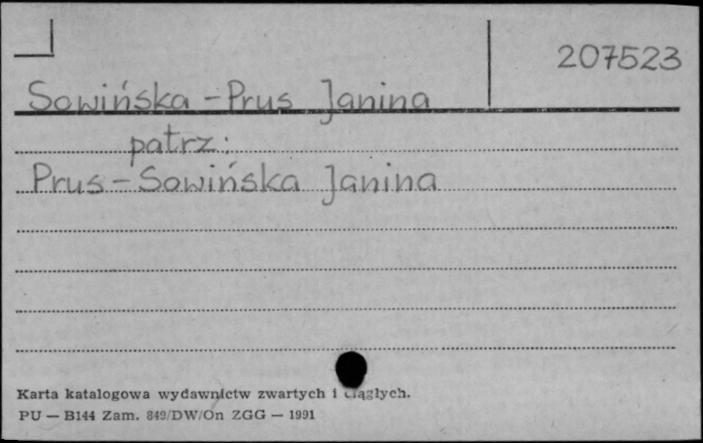 207523
Sowińska-Prus Janina
patrz:
Prus-Sowińska Janina
Karta katalogowa wydawnictw zwartych i ciągłych.
PU — B144 Zam. 849/DW/On ZGG — 1991